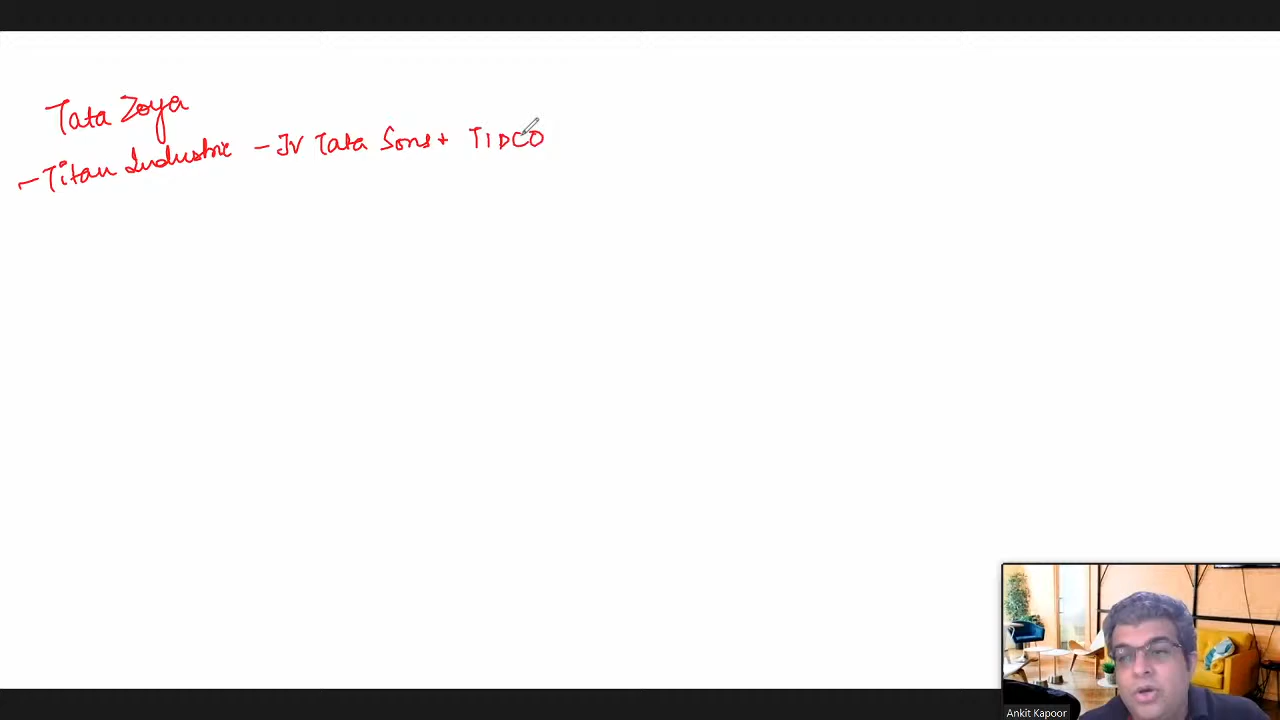 Tata Zoya
- Titan Industrie - JV Tata Sons + TIDCO
Ankit Kapoor